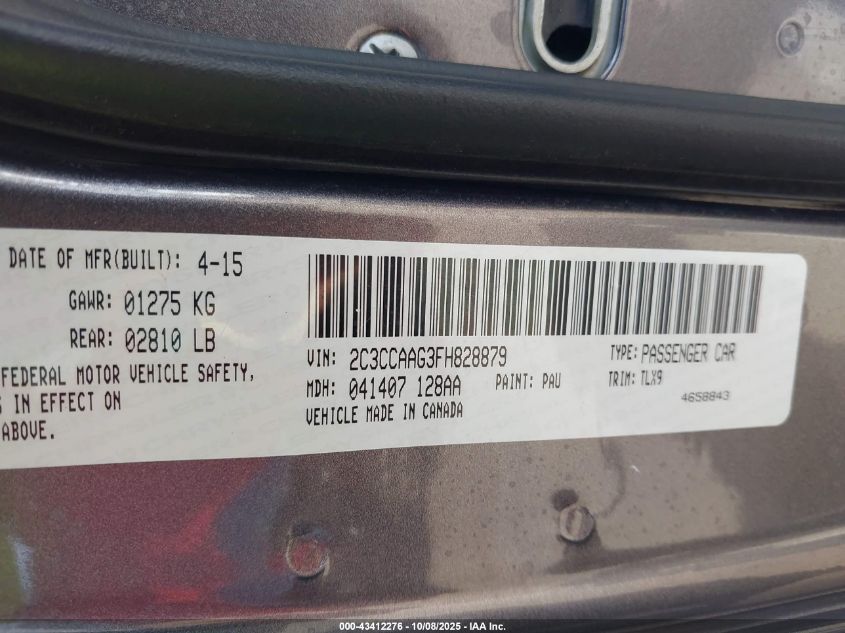 DATE OF MFR(BUILT): 4-15
GAWR: 01275 KG
REAR: 02810 LB
FEDERAL MOTOR VEHICLE SAFETY,
IN EFFECT ON
ABOVE.
VIN: 2C3CCAAG3FH828879
TYPE: PASSENGER CAR
MDH: 041407 128AA
PAINT: PAU
TRIM: TLX9
VEHICLE MADE IN CANADA
4658843
000-43412276 - 10/08/2025 - IAA Inc.